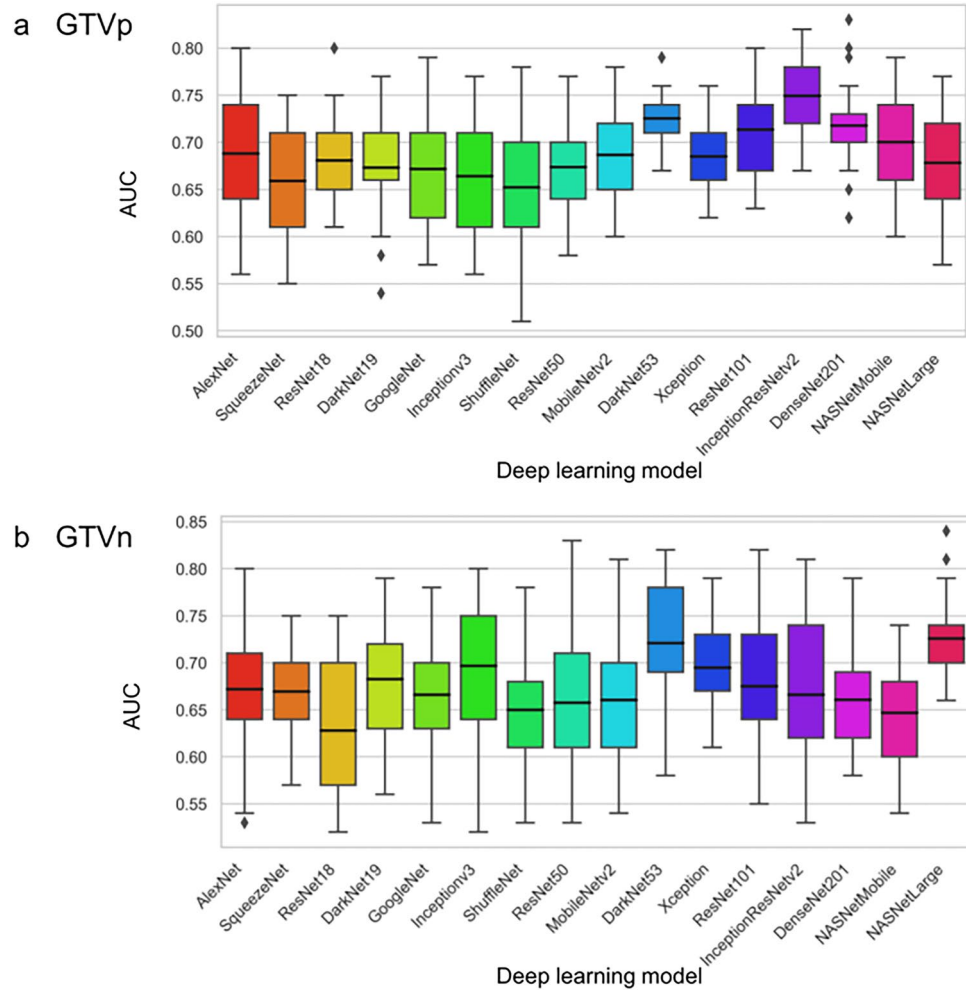 a GTVp
0.80
0.75
0.70
0.65
0.60
0.55
0.50
AUC
AlexNet
SqueezeNet
ResNet18
DarkNet19
GoogleNet
Inceptionv3
ShuffleNet
ResNet50
MobileNetv2
DarkNet53
Xception
ResNet101
InceptionResNetv2
DenseNet201
NASNetMobile
NASNetLarge
Deep learning model
b GTVn
0.85
0.80
0.75
0.70
0.65
0.60
0.55
AUC
AlexNet
SqueezeNet
ResNet18
DarkNet19
GoogleNet
Inceptionv3
ShuffleNet
ResNet50
MobileNetv2
DarkNet53
Xception
ResNet101
InceptionResNetv2
DenseNet201
NASNetMobile
NASNetLarge
Deep learning model